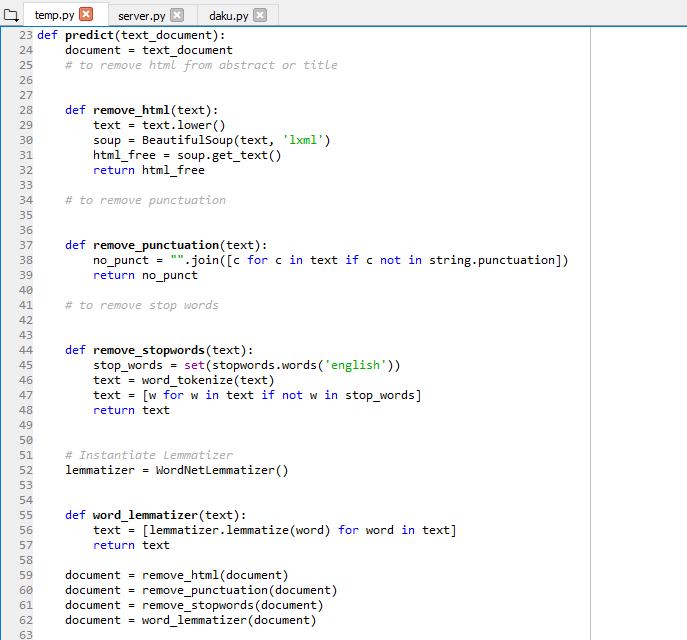 temp.py server.py daku.py
23 def predict(text_document):
24     document = text_document
25     # to remove html from abstract or title
26
27
28     def remove_html(text):
29         text = text.lower()
30         soup = BeautifulSoup(text, 'lxml')
31         html_free = soup.get_text()
32         return html_free
33
34     # to remove punctuation
35
36
37     def remove_punctuation(text):
38         no_punct = "".join([c for c in text if c not in string.punctuation])
39         return no_punct
40
41     # to remove stop words
42
43
44     def remove_stopwords(text):
45         stop_words = set(stopwords.words('english'))
46         text = word_tokenize(text)
47         text = [w for w in text if not w in stop_words]
48         return text
49
50
51     # Instantiate Lemmatizer
52     lemmatizer = WordNetLemmatizer()
53
54
55     def word_lemmatizer(text):
56         text = [lemmatizer.lemmatize(word) for word in text]
57         return text
58
59     document = remove_html(document)
60     document = remove_punctuation(document)
61     document = remove_stopwords(document)
62     document = word_lemmatizer(document)
63